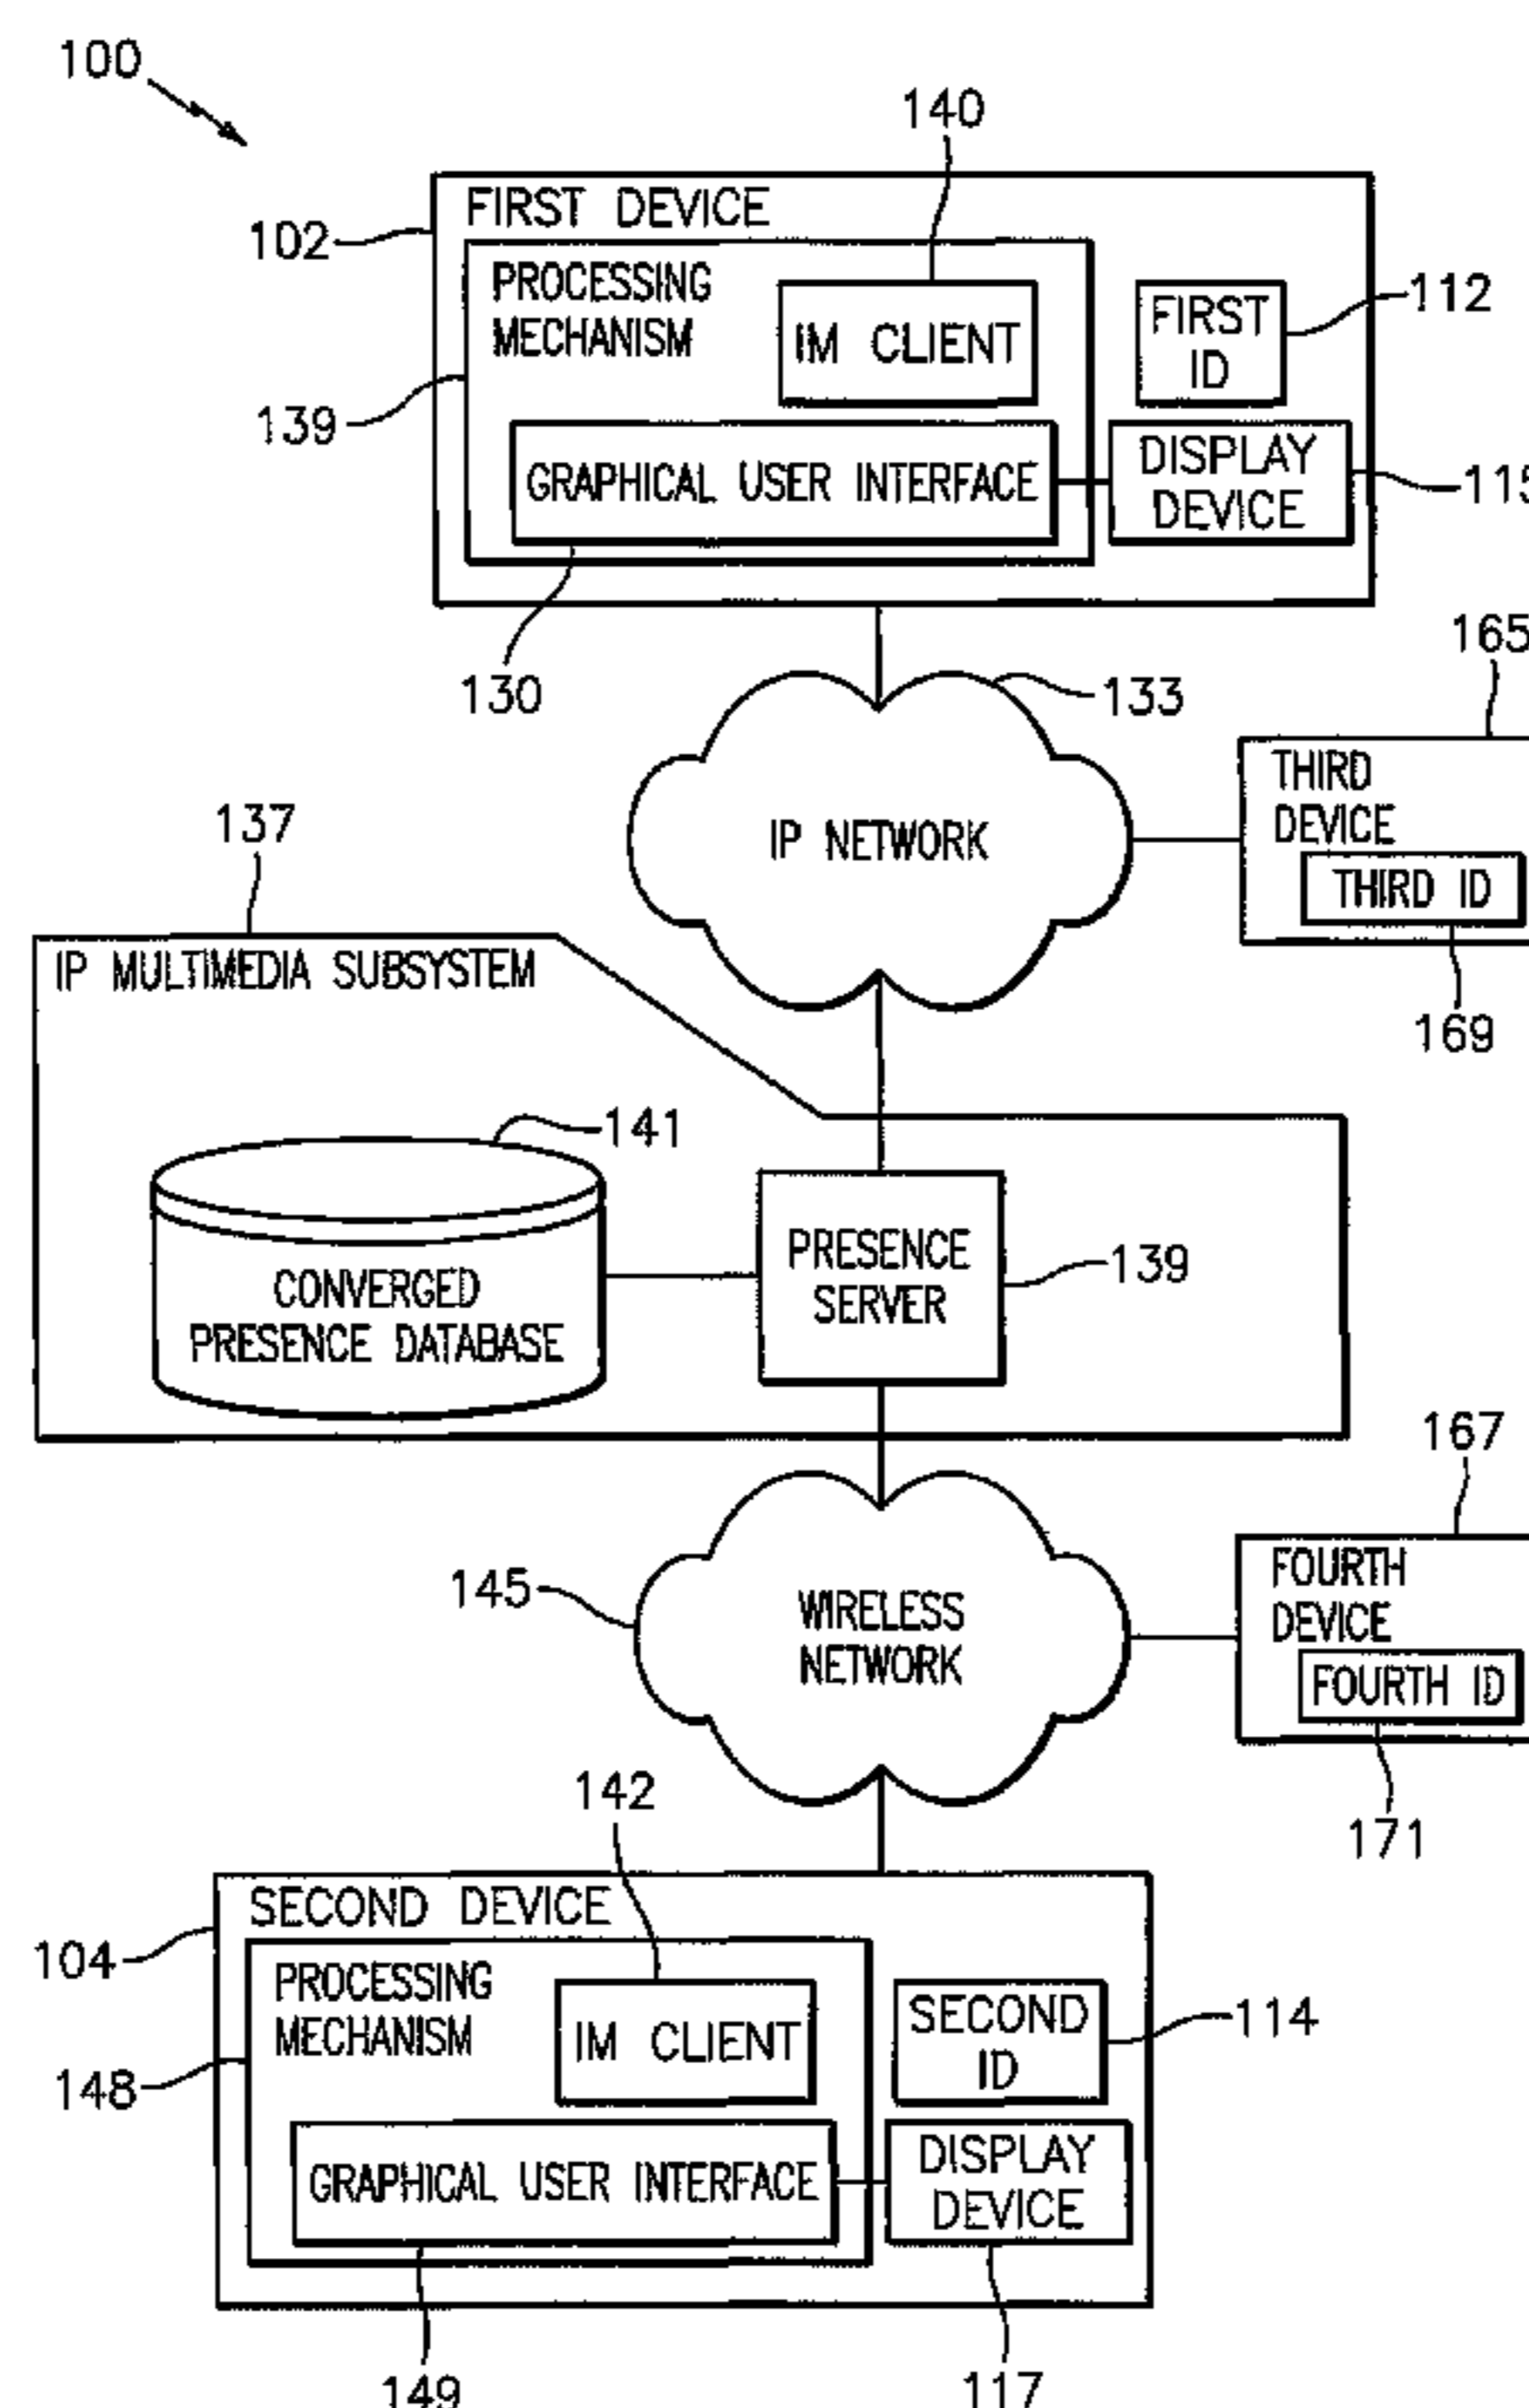 100
140
FIRST DEVICE
102
PROCESSING
MECHANISM
IM CLIENT
FIRST
ID
112
139
GRAPHICAL USER INTERFACE
DISPLAY
DEVICE
115
130
133
165
IP NETWORK
THIRD
DEVICE
THIRD ID
169
137
IP MULTIMEDIA SUBSYSTEM
141
CONVERGED
PRESENCE DATABASE
PRESENCE
SERVER
139
167
145
WIRELESS
NETWORK
FOURTH
DEVICE
FOURTH ID
171
142
SECOND DEVICE
104
PROCESSING
MECHANISM
IM CLIENT
SECOND
ID
114
148
GRAPHICAL USER INTERFACE
DISPLAY
DEVICE
149
117